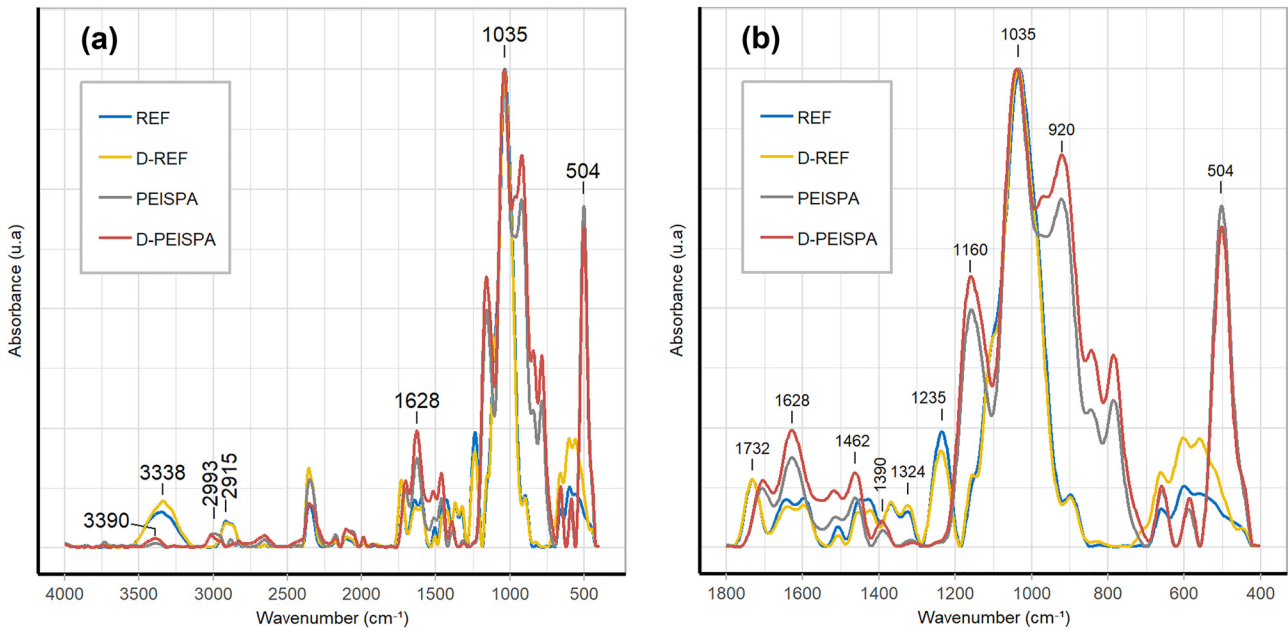 (a)
1035
REF
D-REF
PEISPA
D-PEISPA
504
1628
3338
2993
2915
3390
Absorbance (u.a)
4000
3500
3000
2500
2000
1500
1000
500
Wavenumber (cm⁻¹)
(b)
1035
REF
D-REF
PEISPA
D-PEISPA
920
504
1160
1235
1628
1732
1462
1390
1324
Absorbance (u.a)
1800
1600
1400
1200
1000
800
600
400
Wavenumber (cm⁻¹)